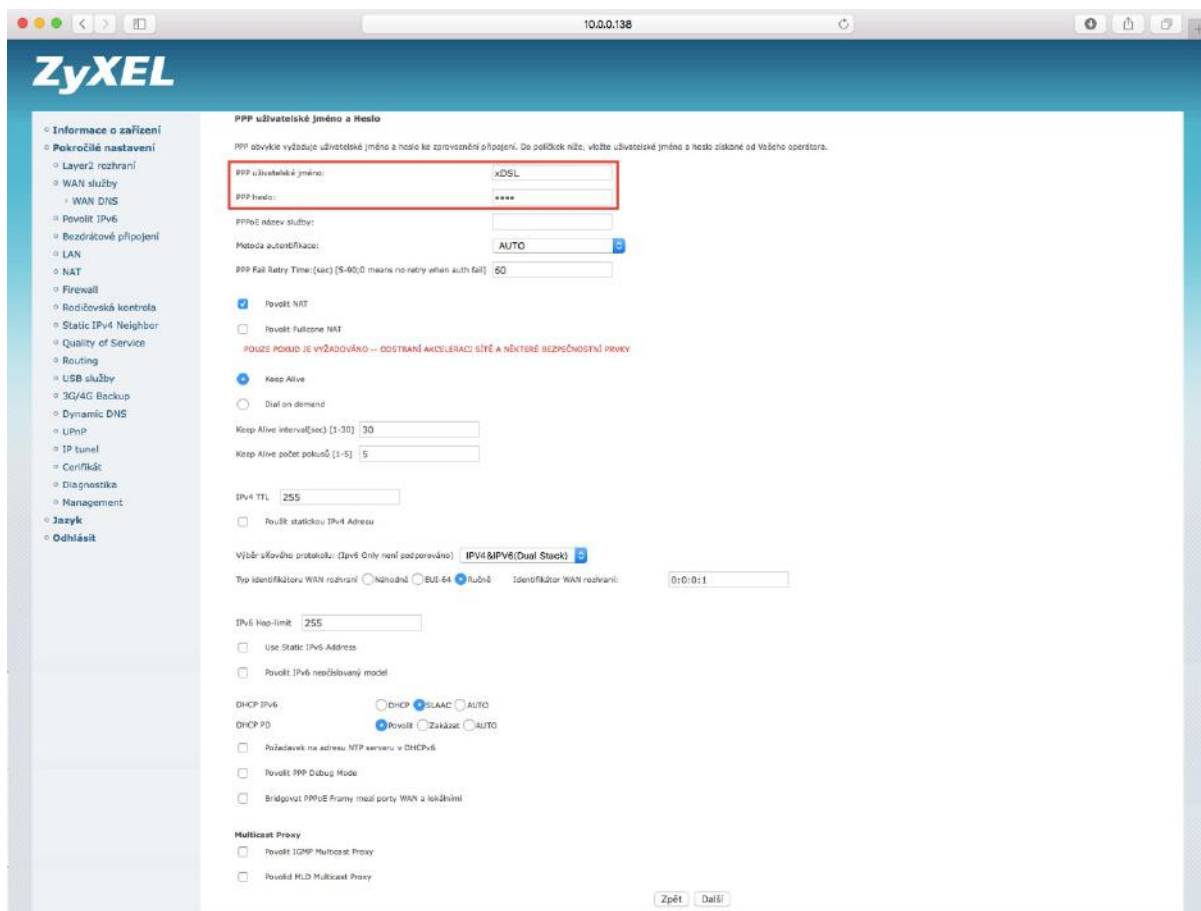 10.0.0.138
ZyXEL
Informace o zařízení
Pokročilé nastavení
Layer2 rozhraní
WAN služby
WAN DNS
Povolit IPv6
Bezdrátové připojení
LAN
NAT
Firewall
Rodičovská kontrola
Static IPv4 Neighbor
Quality of Service
Routing
USB služby
3G/4G Backup
Dynamic DNS
UPnP
IP tunel
Cerifikát
Diagnostika
Management
Jazyk
Odhlásit
PPP uživatelské jméno a Heslo
PPP obvykle vyžaduje uživatelské jméno a heslo ke zprovoznění připojení. Do políček níže, vložte uživatelské jméno a heslo získané od Vašeho operátora.
PPP uživatelské jméno: xDSL
PPP heslo: ••••
PPPoE název služby:
Metoda autentifikace: AUTO
PPP Fail Retry Time:(sec) [5-90;0 means no retry when auth fail] 60
Povolit NAT
Povolit Fullcone NAT
POUZE POKUD JE VYŽADOVÁNO -- ODSTRANÍ AKCELERACI SÍTĚ A NĚKTERÉ BEZPEČNOSTNÍ PRVKY
Keep Alive
Dial on demand
Keep Alive interval(sec) [1-30] 30
Keep Alive počet pokusů [1-5] 5
IPv4 TTL 255
Použít statickou IPv4 Adresu
Výběr síťového protokolu: (Ipv6 Only není podporováno) IPV4&IPV6(Dual Stack)
Typ identifikátoru WAN rozhraní Náhodně EUI-64 Ručně Identifikátor WAN rozhraní: 0:0:0:1
IPv6 Hop-limit 255
Use Static IPv6 Address
Povolit IPv6 nečíslovaný model
DHCP IPv6 DHCP SLAAC AUTO
DHCP PD Povolit Zakázat AUTO
Požadavek na adresu NTP serveru v DHCPv6
Povolit PPP Debug Mode
Bridgovat PPPoE Framy mezi porty WAN a lokálními
Multicast Proxy
Povolit IGMP Multicast Proxy
Povolid MLD Multicast Proxy
Zpět Další